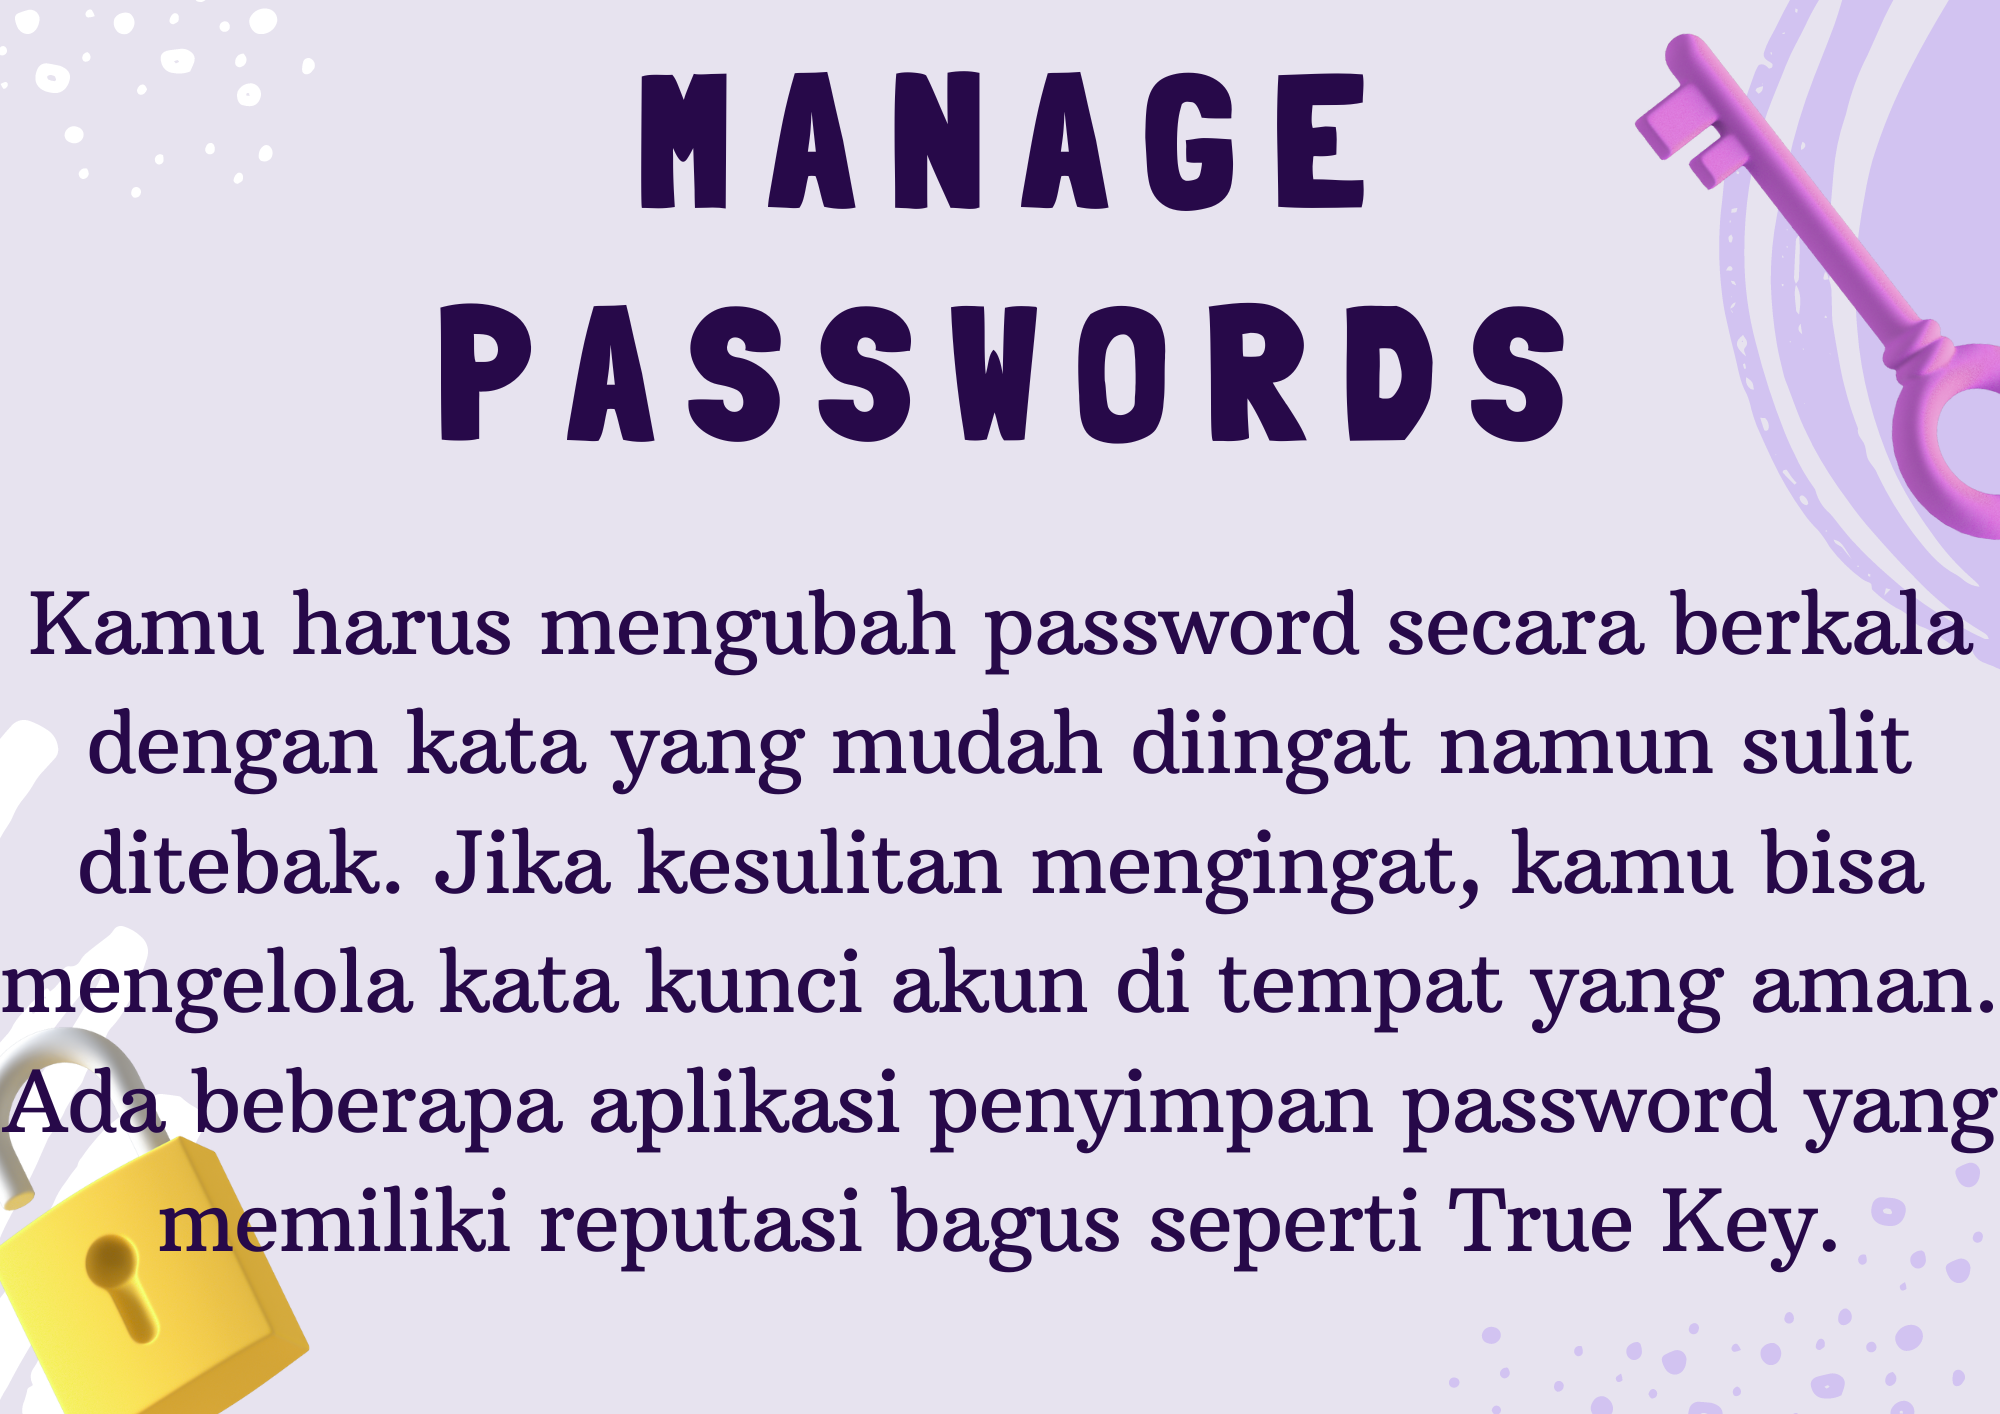 MANAGE
PASSWORDS
Kamu harus mengubah password secara berkala
dengan kata yang mudah diingat namun sulit
ditebak. Jika kesulitan mengingat, kamu bisa
mengelola kata kunci akun di tempat yang aman.
Ada beberapa aplikasi penyimpan password yang
memiliki reputasi bagus seperti True Key.